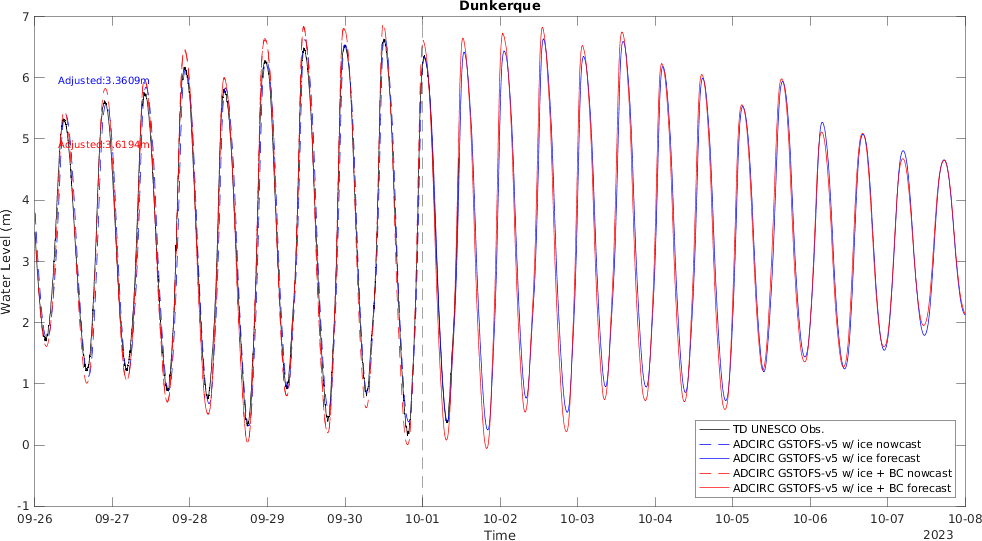 Dunkerque
7
6
5
4
3
2
1
0
-1
Water Level (m)
Adjusted:3.3609m
Adjusted:3.6194m
TD UNESCO Obs.
ADCIRC GSTOFS-v5 w/ ice nowcast
ADCIRC GSTOFS-v5 w/ ice forecast
ADCIRC GSTOFS-v5 w/ ice + BC nowcast
ADCIRC GSTOFS-v5 w/ ice + BC forecast
09-26 09-27 09-28 09-29 09-30 10-01 10-02 10-03 10-04 10-05 10-06 10-07 10-08
Time
2023